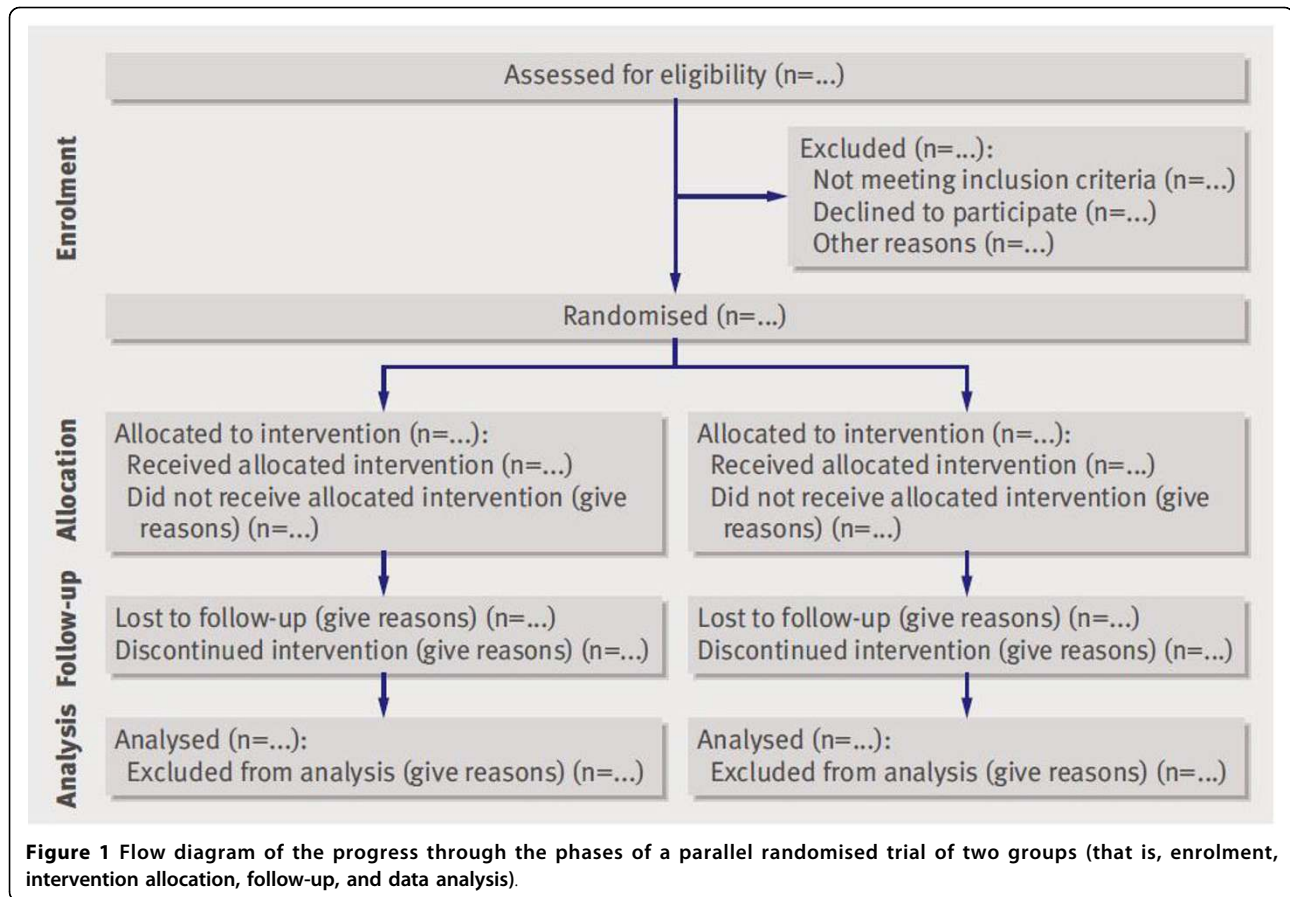 Assessed for eligibility (n=...)
Enrolment
Excluded (n=...):
Not meeting inclusion criteria (n=...)
Declined to participate (n=...)
Other reasons (n=...)
Randomised (n=...)
Allocation
Allocated to intervention (n=...):
Received allocated intervention (n=...)
Did not receive allocated intervention (give
reasons) (n=...)
Allocated to intervention (n=...):
Received allocated intervention (n=...)
Did not receive allocated intervention (give
reasons) (n=...)
Follow-up
Lost to follow-up (give reasons) (n=...)
Discontinued intervention (give reasons) (n=...)
Lost to follow-up (give reasons) (n=...)
Discontinued intervention (give reasons) (n=...)
Analysis
Analysed (n=...):
Excluded from analysis (give reasons) (n=...)
Analysed (n=...):
Excluded from analysis (give reasons) (n=...)
Figure 1 Flow diagram of the progress through the phases of a parallel randomised trial of two groups (that is, enrolment,
intervention allocation, follow-up, and data analysis).